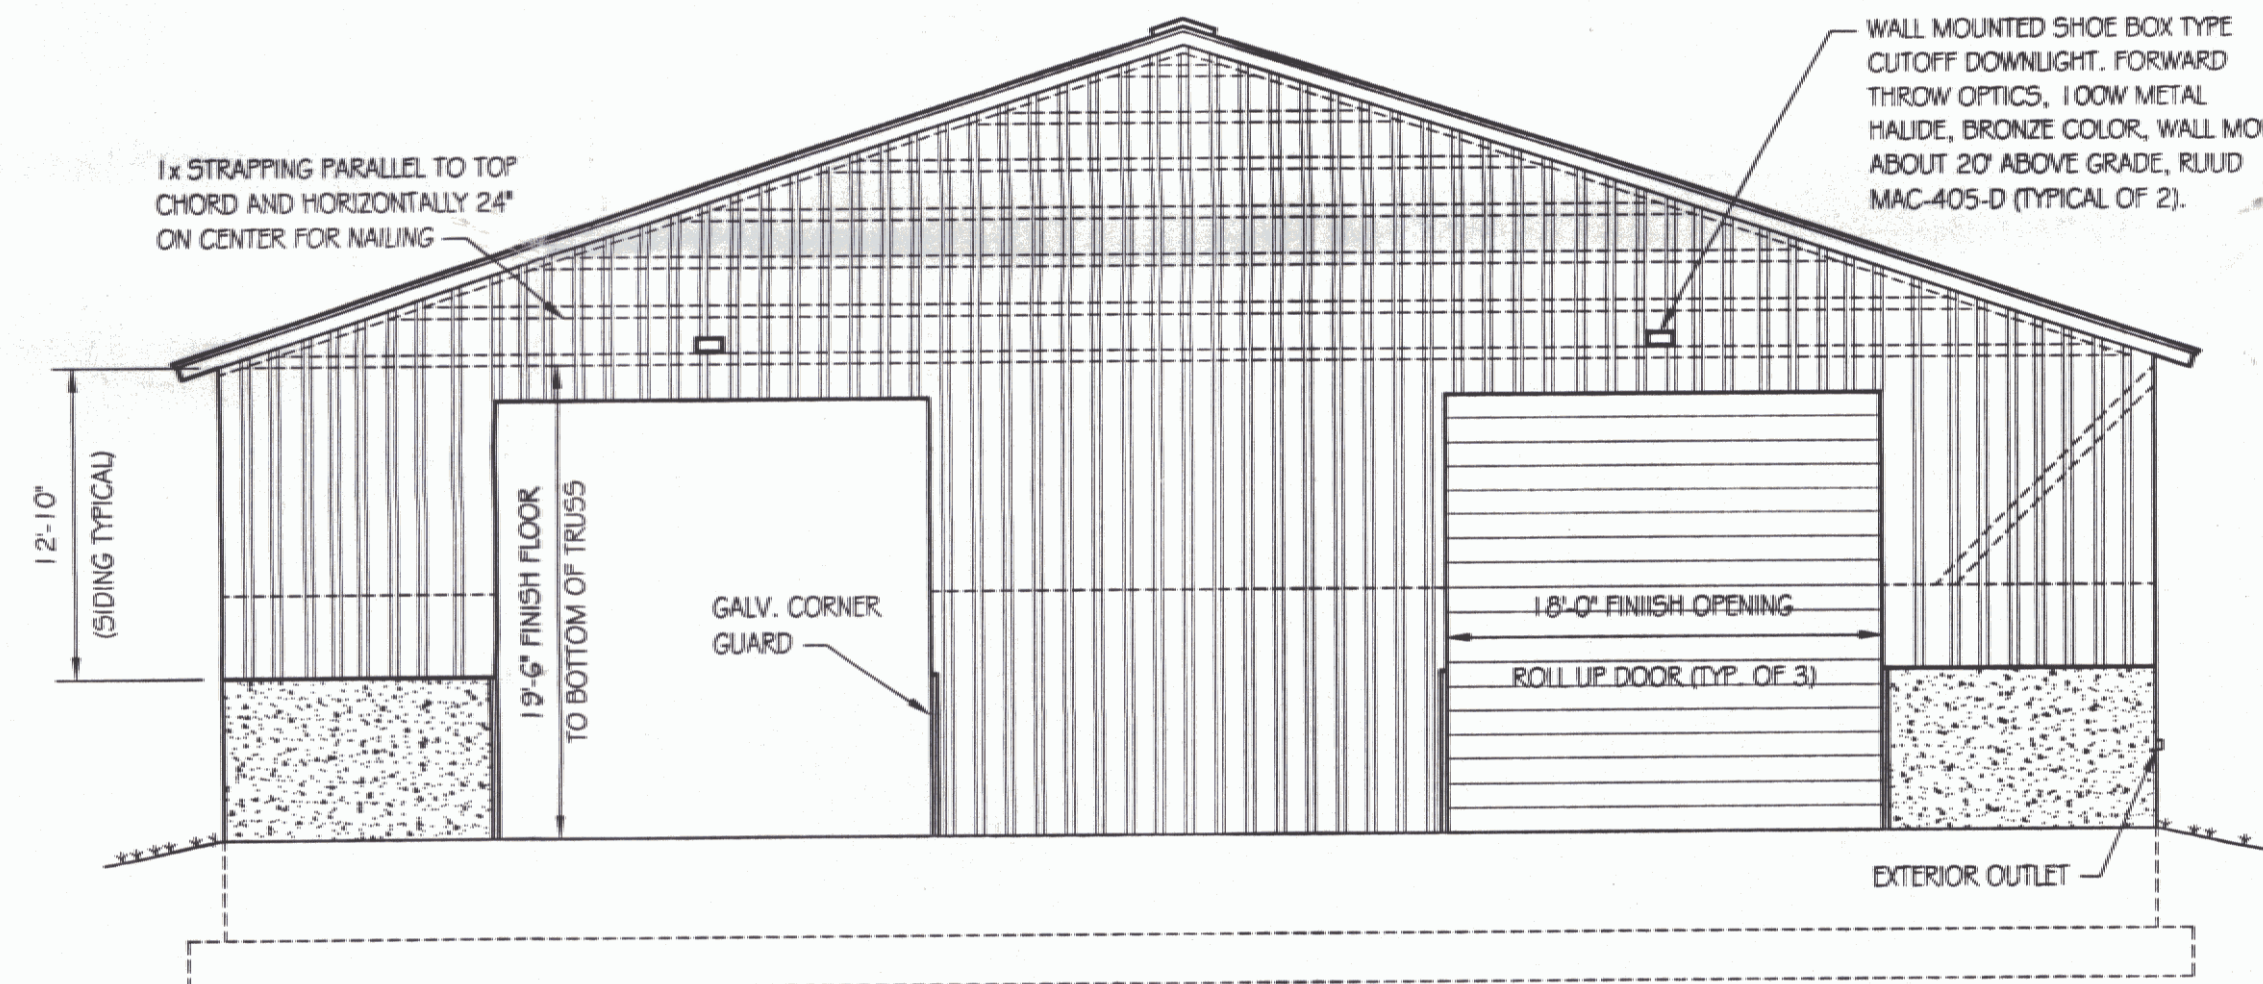 WALL MOUNTED SHOE BOX TYPE
CUTOFF DOWNLIGHT. FORWARD
THROW OPTICS, 100W METAL
HALIDE, BRONZE COLOR, WALL
ABOUT 20' ABOVE GRADE, RUUD
MAC-405-D (TYPICAL OF 2).
1x STRAPPING PARALLEL TO TOP
CHORD AND HORIZONTALLY 24"
ON CENTER FOR NAILING
12'-10"
(SIDING TYPICAL)
19'-6" FINISH FLOOR
TO BOTTOM OF TRUSS
GALV. CORNER
GUARD
18'-0" FINIISH OPENING
ROLL UP DOOR (TYP. OF 3)
EXTERIOR OUTLET